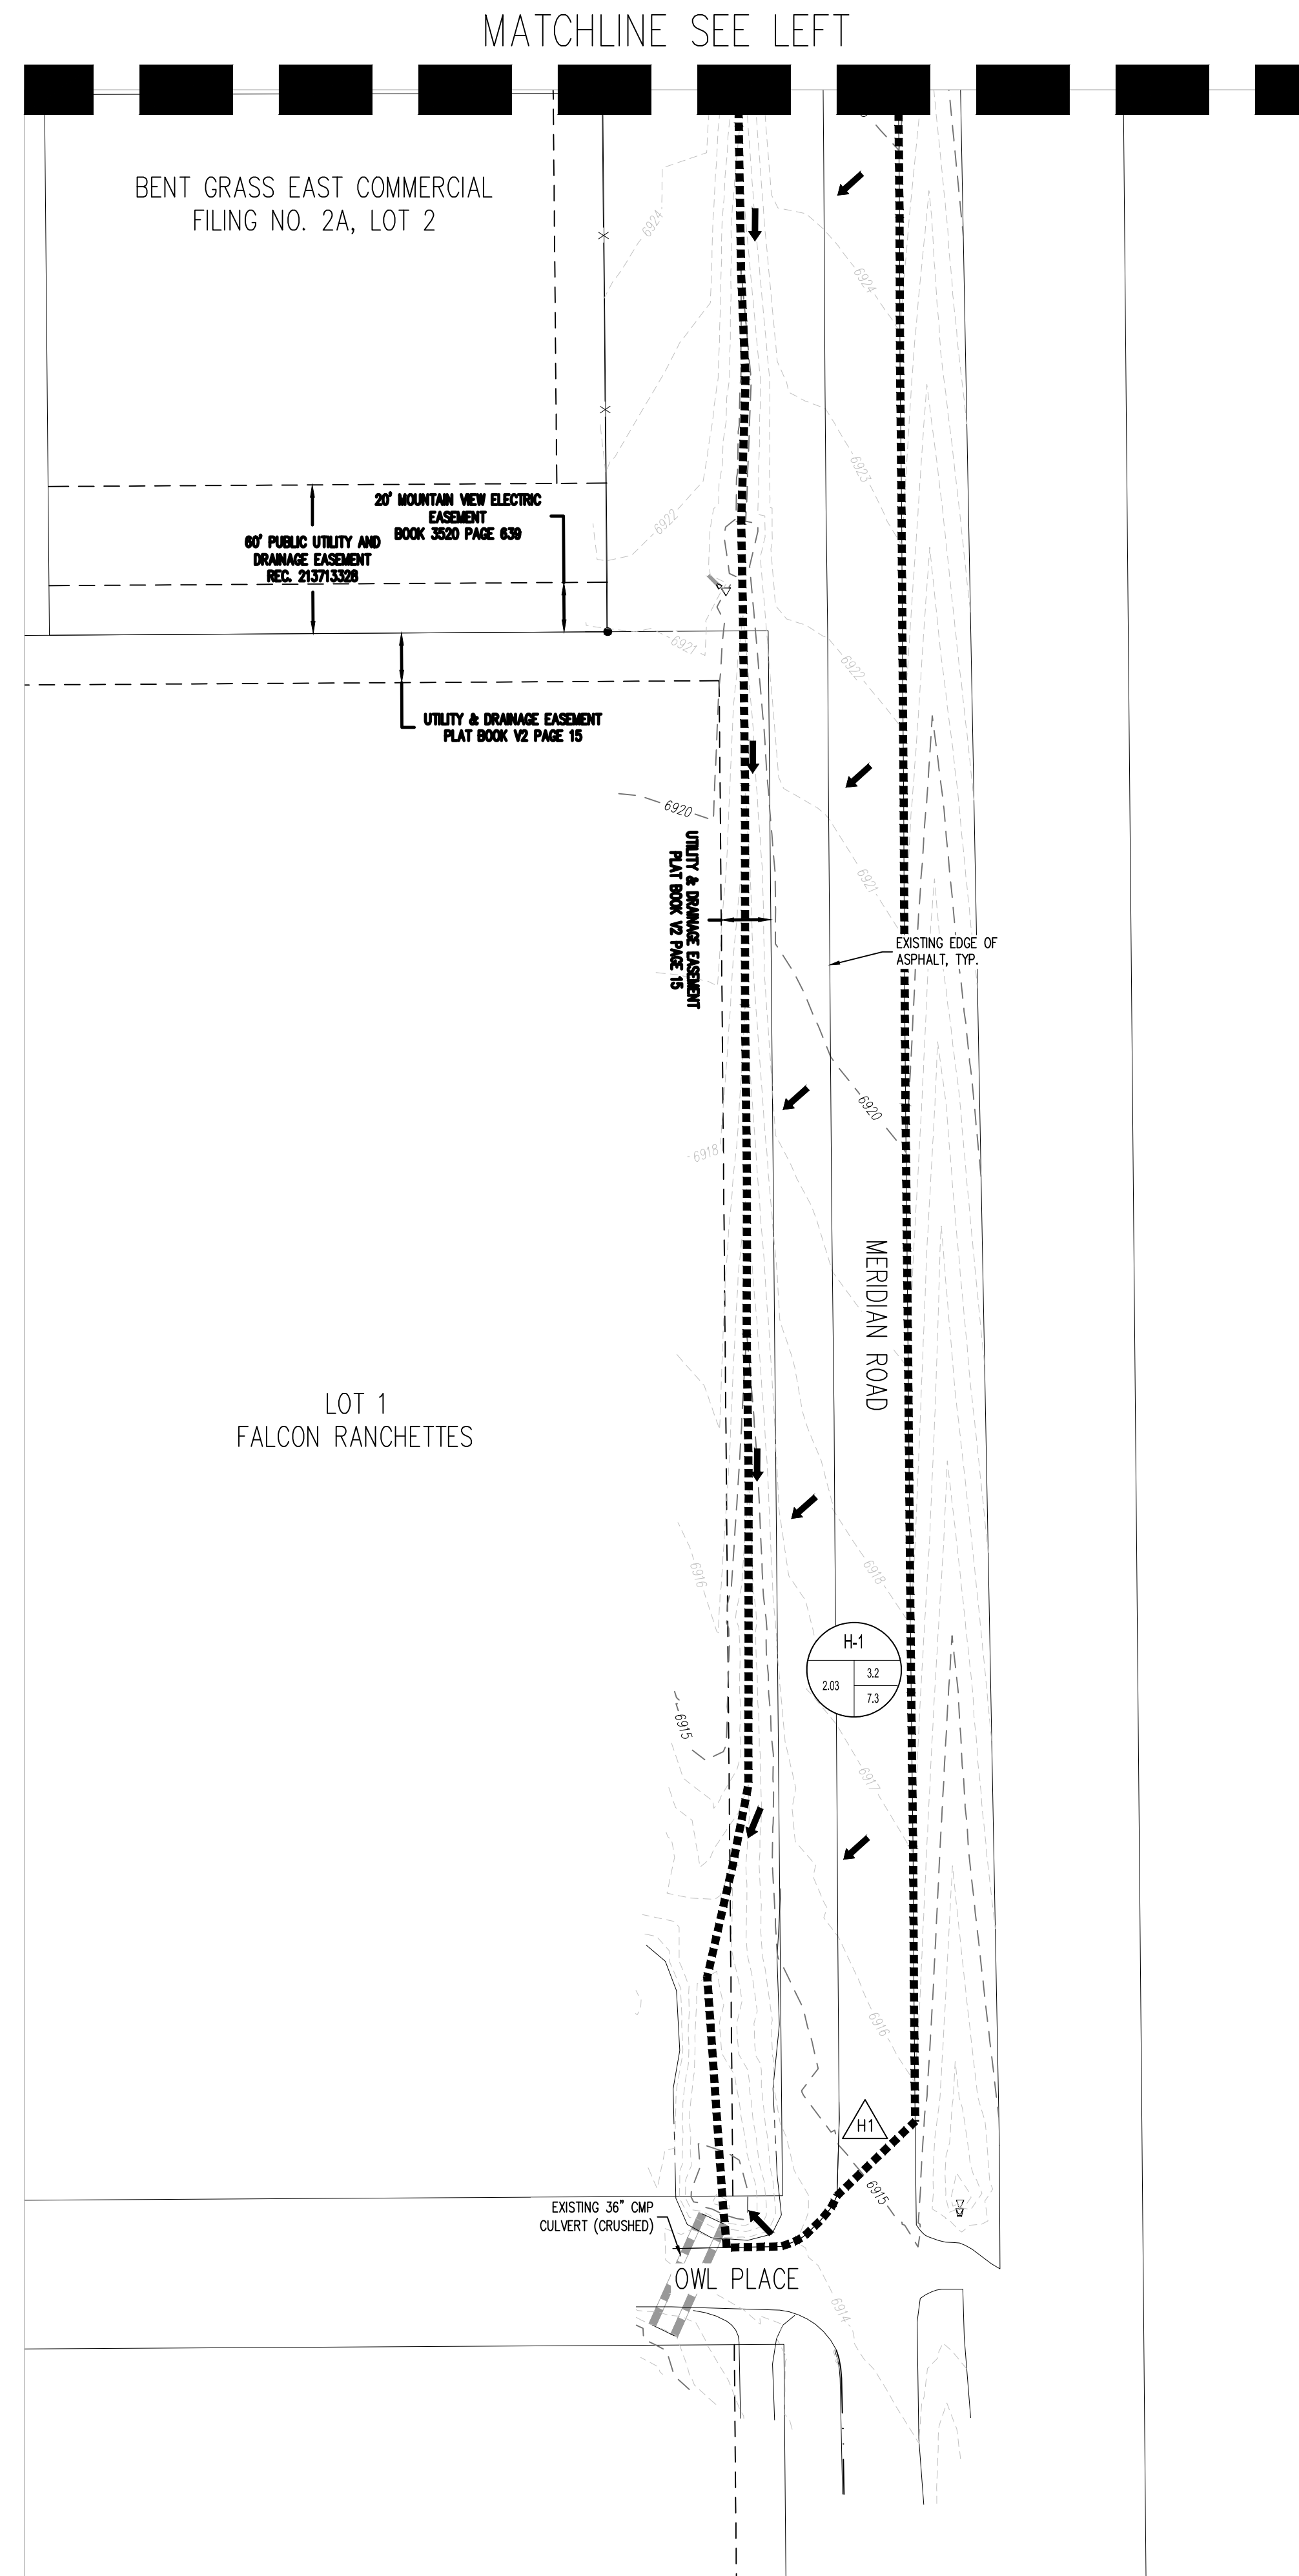 MATCHLINE SEE LEFT
BENT GRASS EAST COMMERCIAL
FILING NO. 2A, LOT 2
6924
6924
6923
20' MOUNTAIN VIEW ELECTRIC
EASEMENT
BOOK 3520 PAGE 639
6922
60' PUBLIC UTILITY AND
DRAINAGE EASEMENT
REC. 213713328
6921
6922
UTILITY & DRAINAGE EASEMENT
PLAT BOOK V2 PAGE 15
6920
UTILITY & DRAINAGE EASEMENT
PLAT BOOK V2 PAGE 15
6921
EXISTING EDGE OF
ASPHALT, TYP.
6920
6918
MERIDIAN ROAD
LOT 1
FALCON RANCHETTES
6916
6918
H-1
2.03
3.2
7.3
6915
6917
6916
H1
6915
EXISTING 36" CMP
CULVERT (CRUSHED)
OWL PLACE
6914